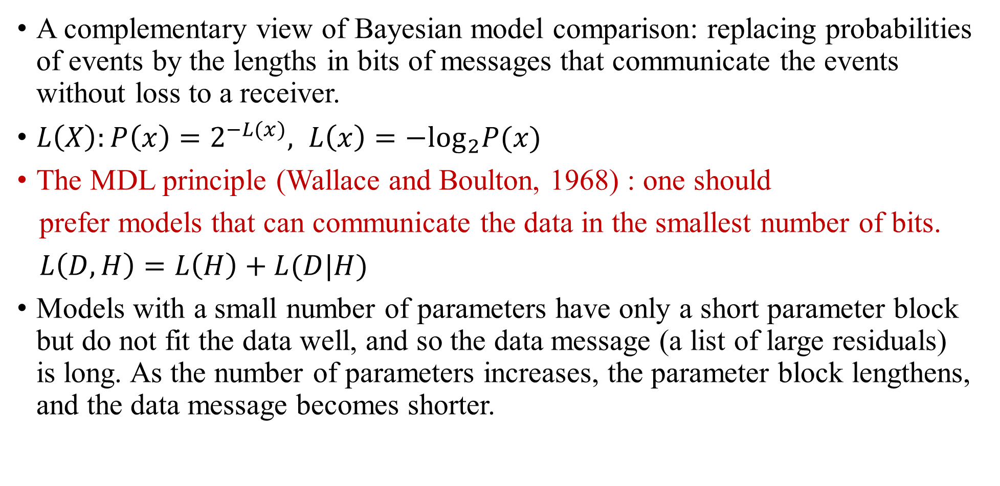 • A complementary view of Bayesian model comparison: replacing probabilities
of events by the lengths in bits of messages that communicate the events
without loss to a receiver.
• L(X): P(x) = 2^{−L(x)}, L(x) = −log₂P(x)
• The MDL principle (Wallace and Boulton, 1968) : one should
prefer models that can communicate the data in the smallest number of bits.
L(D, H) = L(H) + L(D|H)
• Models with a small number of parameters have only a short parameter block
but do not fit the data well, and so the data message (a list of large residuals)
is long. As the number of parameters increases, the parameter block lengthens,
and the data message becomes shorter.